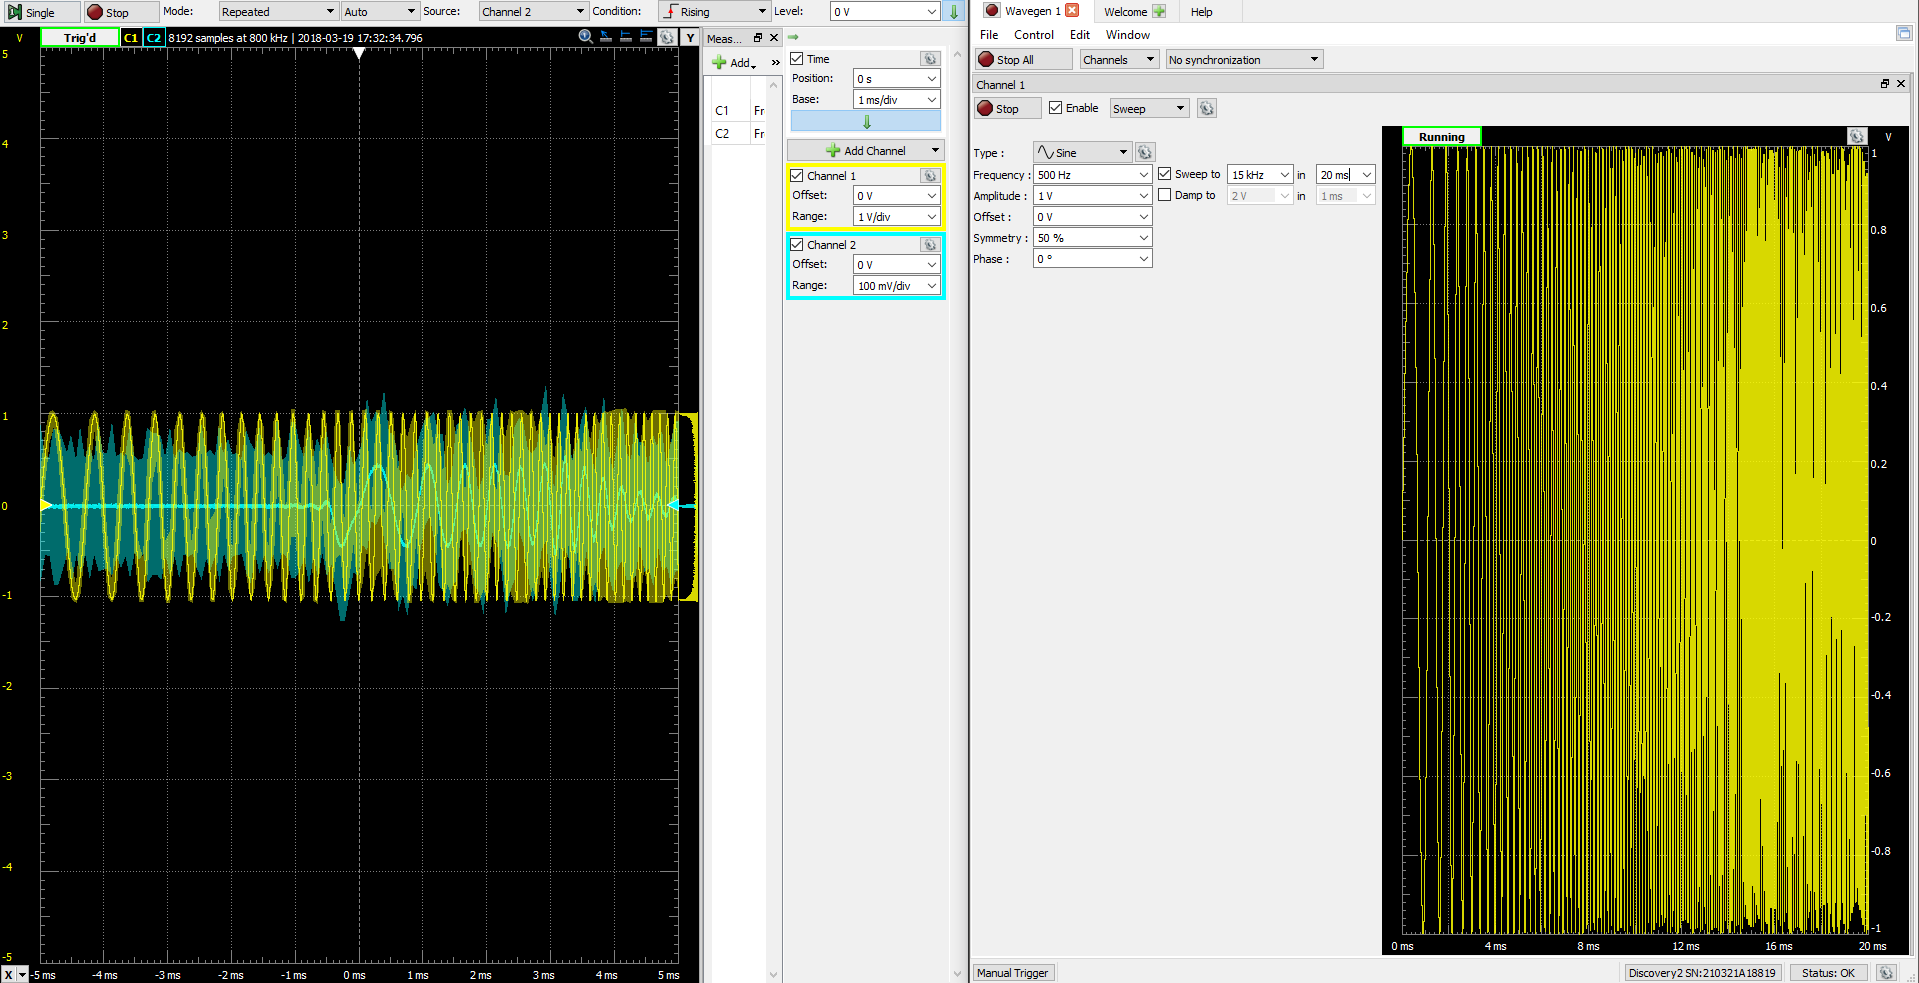 Single Stop Mode: Repeated Auto Source: Channel 2 Condition: Rising Level: 0 V
V Trig'd C1 C2 8192 samples at 800 kHz | 2018-03-19 17:32:34.796 Y
5
4
3
2
1
0
-1
-2
-3
-4
-5
X -5 ms -4 ms -3 ms -2 ms -1 ms 0 ms 1 ms 2 ms 3 ms 4 ms 5 ms
Meas...
Add
C1 Fr
C2 Fr
Time
Position: 0 s
Base: 1 ms/div
Add Channel
Channel 1
Offset: 0 V
Range: 1 V/div
Channel 2
Offset: 0 V
Range: 100 mV/div
Wavegen 1 Welcome Help
File Control Edit Window
Stop All Channels No synchronization
Channel 1
Stop Enable Sweep
Type : Sine
Frequency : 500 Hz Sweep to 15 kHz in 20 ms
Amplitude : 1 V Damp to 2 V in 1 ms
Offset : 0 V
Symmetry : 50 %
Phase : 0 º
Running V
1
0.8
0.6
0.4
0.2
0
-0.2
-0.4
-0.6
-0.8
-1
0 ms 4 ms 8 ms 12 ms 16 ms 20 ms
Manual Trigger Discovery2 SN:210321A18819 Status: OK